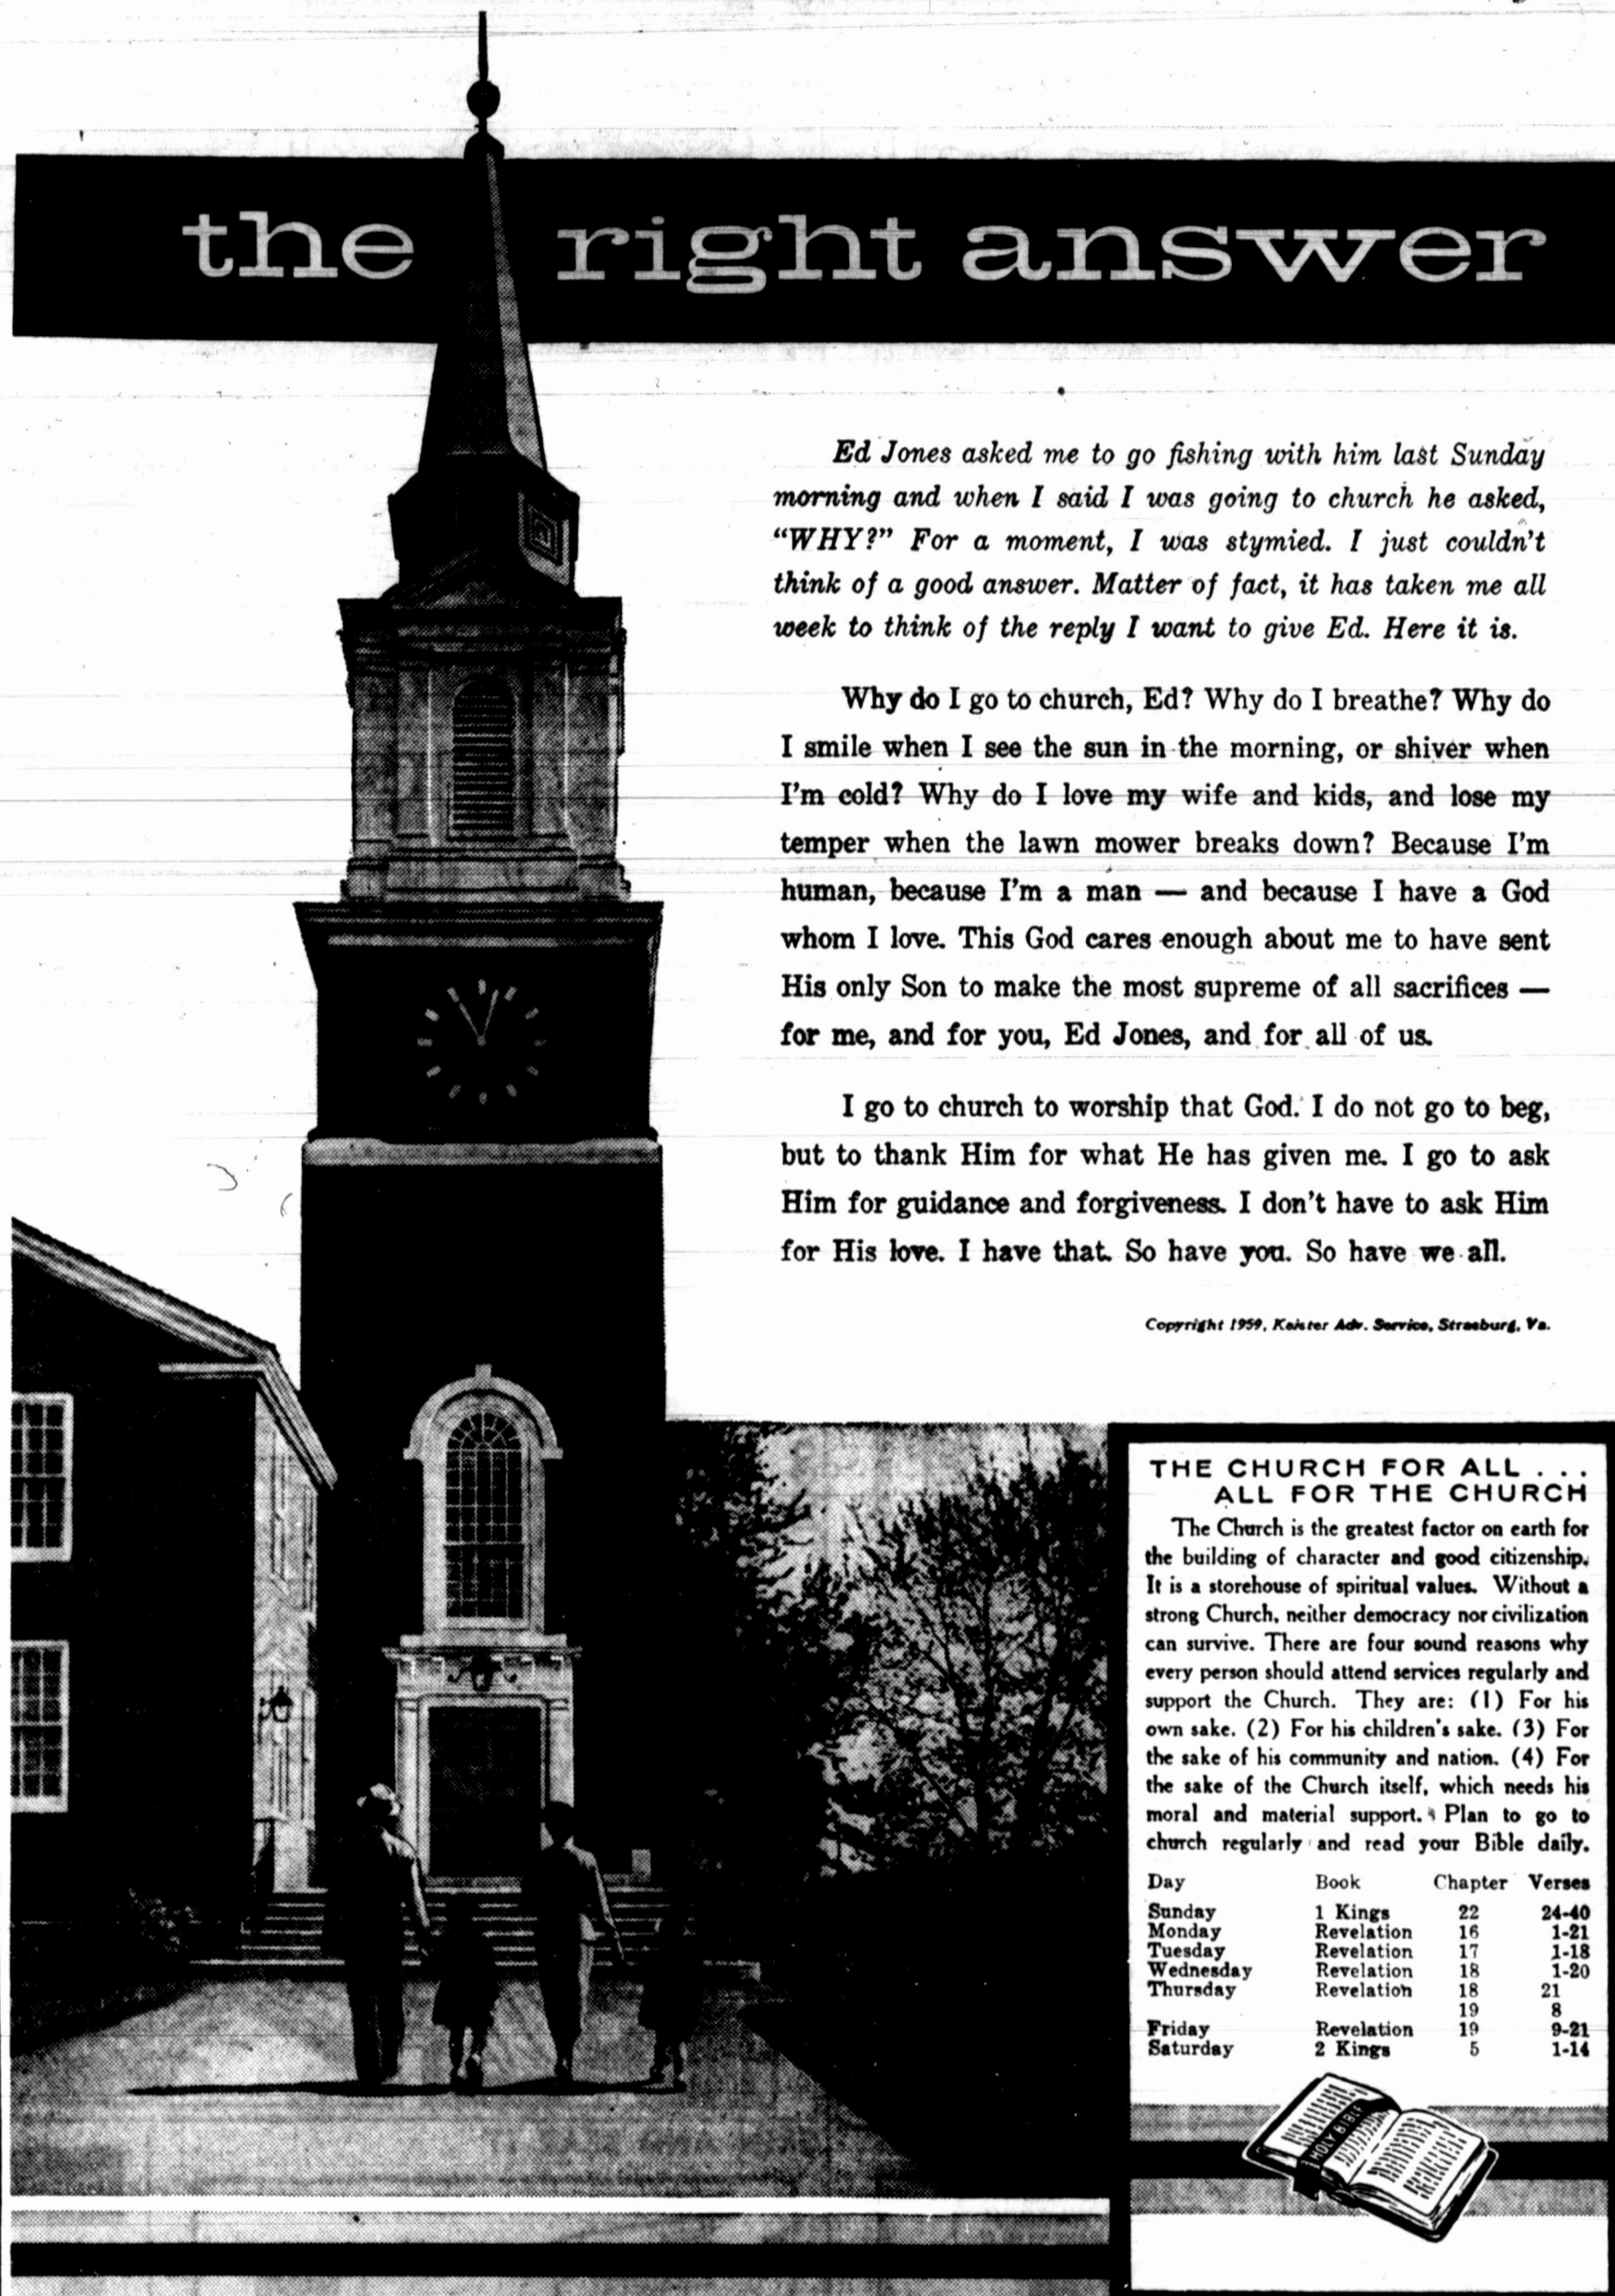 the right answer
Ed Jones asked me to go fishing with him last Sunday
morning and when I said I was going to church he asked,
“WHY?” For a moment, I was stymied. I just couldn't
think of a good answer. Matter of fact, it has taken me all
week to think of the reply I want to give Ed. Here it is.
Why do I go to church, Ed? Why do I breathe? Why do
I smile when I see the sun in the morning, or shiver when
I'm cold? Why do I love my wife and kids, and lose my
temper when the lawn mower breaks down? Because I'm
human, because I'm a man — and because I have a God
whom I love. This God cares enough about me to have sent
His only Son to make the most supreme of all sacrifices —
for me, and for you, Ed Jones, and for all of us.
I go to church to worship that God. I do not go to beg,
but to thank Him for what He has given me. I go to ask
Him for guidance and forgiveness. I don't have to ask Him
for His love. I have that. So have you. So have we all.
Copyright 1959, Keister Adv. Service, Strasburg, Va.
THE CHURCH FOR ALL . . .
ALL FOR THE CHURCH
The Church is the greatest factor on earth for
the building of character and good citizenship.
It is a storehouse of spiritual values. Without a
strong Church, neither democracy nor civilization
can survive. There are four sound reasons why
every person should attend services regularly and
support the Church. They are: (1) For his
own sake. (2) For his children's sake. (3) For
the sake of his community and nation. (4) For
the sake of the Church itself, which needs his
moral and material support. Plan to go to
church regularly and read your Bible daily.
Day Book Chapter Verses
Sunday 1 Kings 22 24-40
Monday Revelation 16 1-21
Tuesday Revelation 17 1-18
Wednesday Revelation 18 1-20
Thursday Revelation 18 21
19 8
Friday Revelation 19 9-21
Saturday 2 Kings 5 1-14
HOLY BIBLE